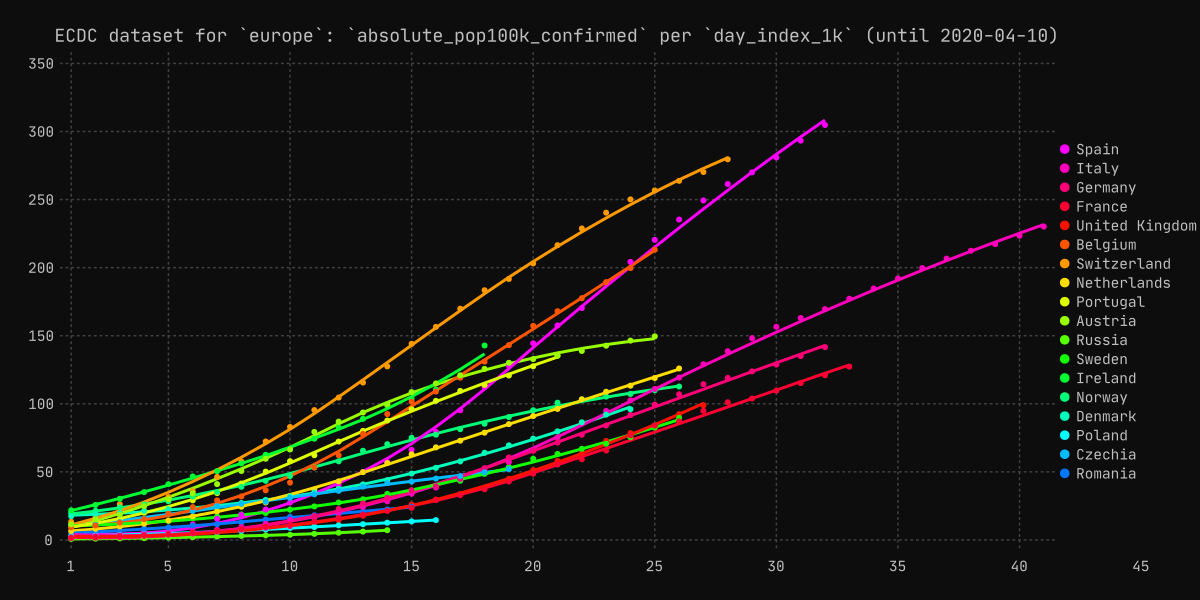 ECDC dataset for `europe`: `absolute_pop100k_confirmed` per `day_index_1k` (until 2020-04-10)
350
300
250
200
150
100
50
0
1 5 10 15 20 25 30 35 40 45
Spain
Italy
Germany
France
United Kingdom
Belgium
Switzerland
Netherlands
Portugal
Austria
Russia
Sweden
Ireland
Norway
Denmark
Poland
Czechia
Romania